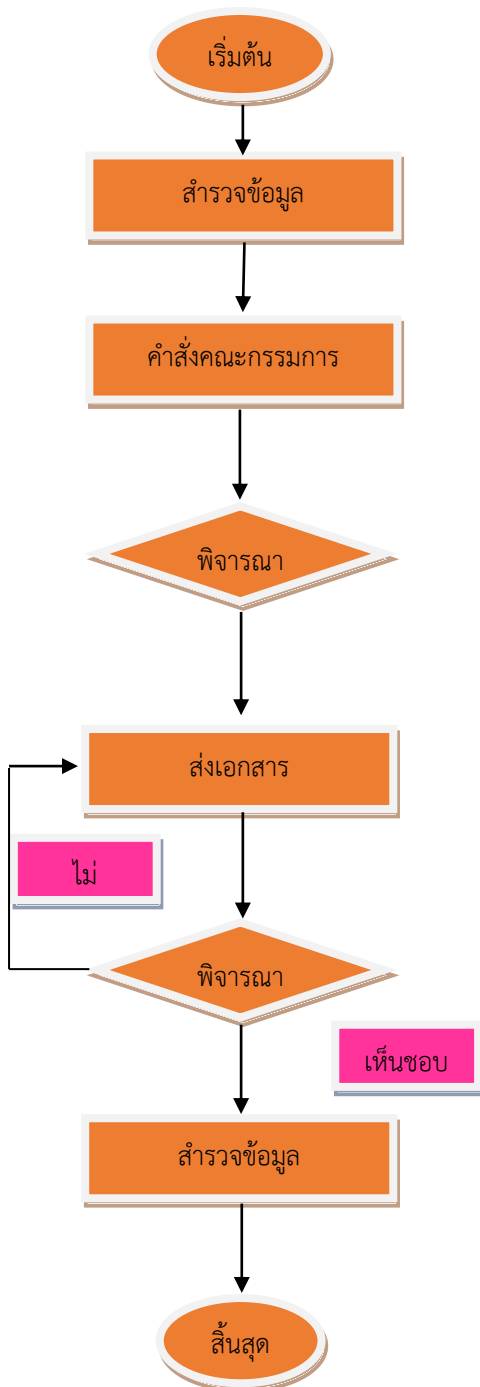 เริ่มต้น
สำรวจข้อมูล
คำสั่งคณะกรรมการ
พิจารณา
ส่งเอกสาร
ไม่
พิจารณา
เห็นชอบ
สำรวจข้อมูล
สิ้นสุด